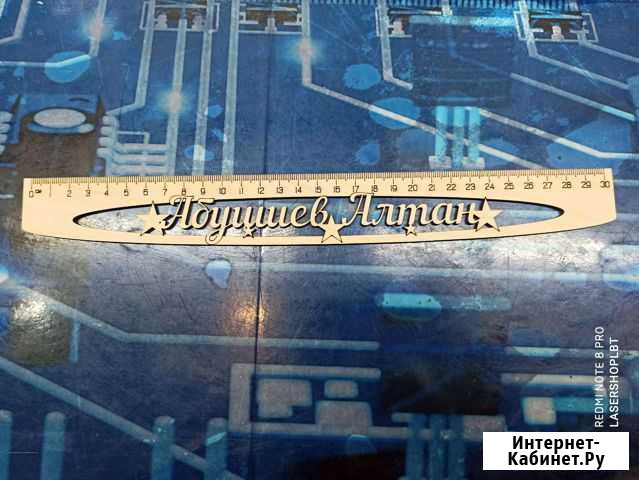 0 1 2 3 4 5 6 7 8 9 10 11 12 13 14 15 16 17 18 19 20 21 22 23 24 25 26 27 28 29 30
Абушиев Алтан
REDMI NOTE 8 PRO
LASERSHOPLBT
Интернет-
Кабинет.Ру